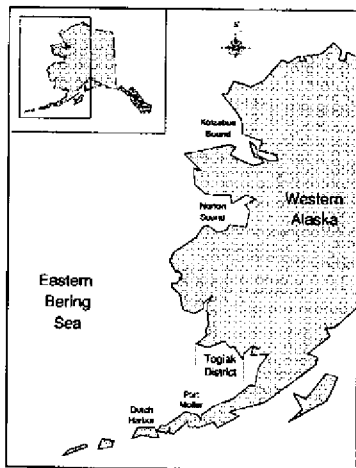 Kotzebue
Sound
Western
Alaska
Norton
Sound
Eastern
Bering
Sea
Togiak
District
Port
Moller
Dutch
Harbor